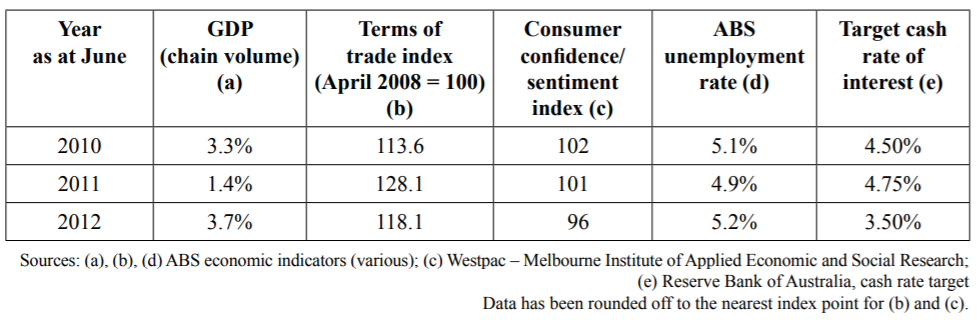 Year as at June | GDP (chain volume) (a) | Terms of trade index (April 2008 = 100) (b) | Consumer confidence/ sentiment index (c) | ABS unemployment rate (d) | Target cash rate of interest (e)
2010 | 3.3% | 113.6 | 102 | 5.1% | 4.50%
2011 | 1.4% | 128.1 | 101 | 4.9% | 4.75%
2012 | 3.7% | 118.1 | 96 | 5.2% | 3.50%
Sources: (a), (b), (d) ABS economic indicators (various); (c) Westpac – Melbourne Institute of Applied Economic and Social Research;
(e) Reserve Bank of Australia, cash rate target
Data has been rounded off to the nearest index point for (b) and (c).